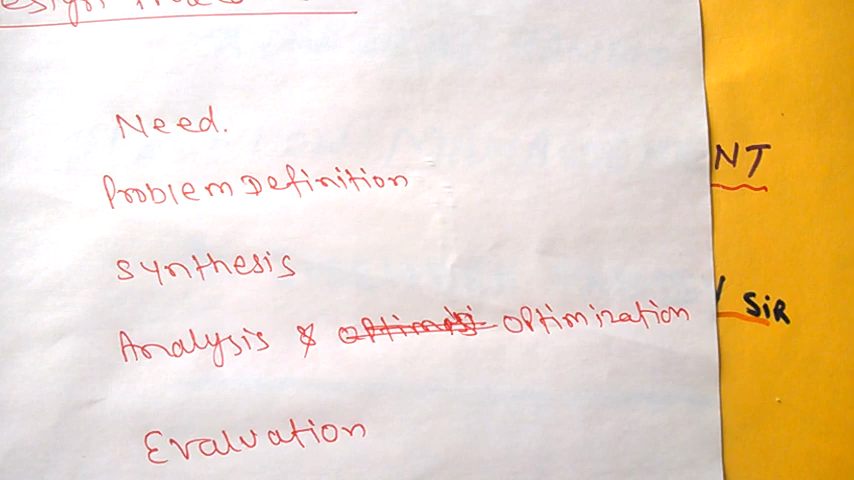 Need.
Problem Definition
Synthesis
Analysis & Optimization
Evaluation
NT
SiR